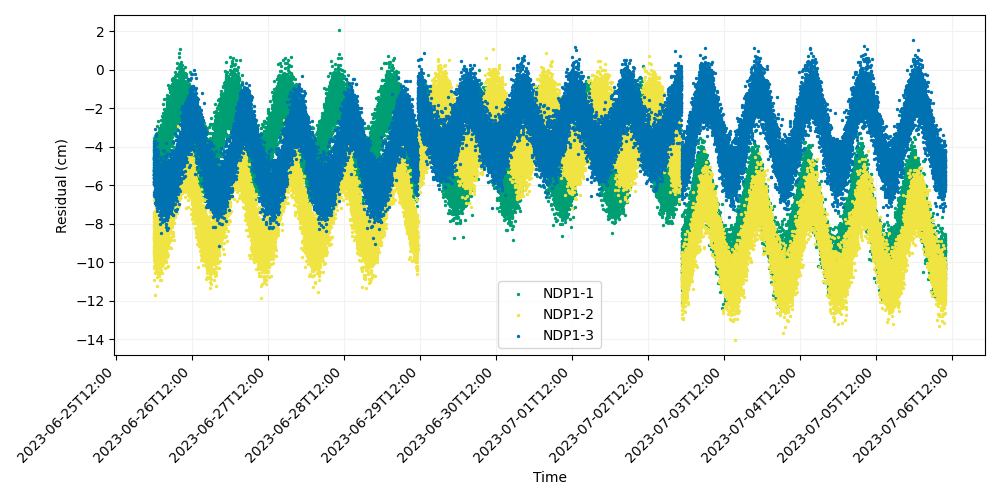 Residual (cm)
2
0
−2
−4
−6
−8
−10
−12
−14
NDP1-1
NDP1-2
NDP1-3
2023-06-25T12:00
2023-06-26T12:00
2023-06-27T12:00
2023-06-28T12:00
2023-06-29T12:00
2023-06-30T12:00
2023-07-01T12:00
2023-07-02T12:00
2023-07-03T12:00
2023-07-04T12:00
2023-07-05T12:00
2023-07-06T12:00
Time